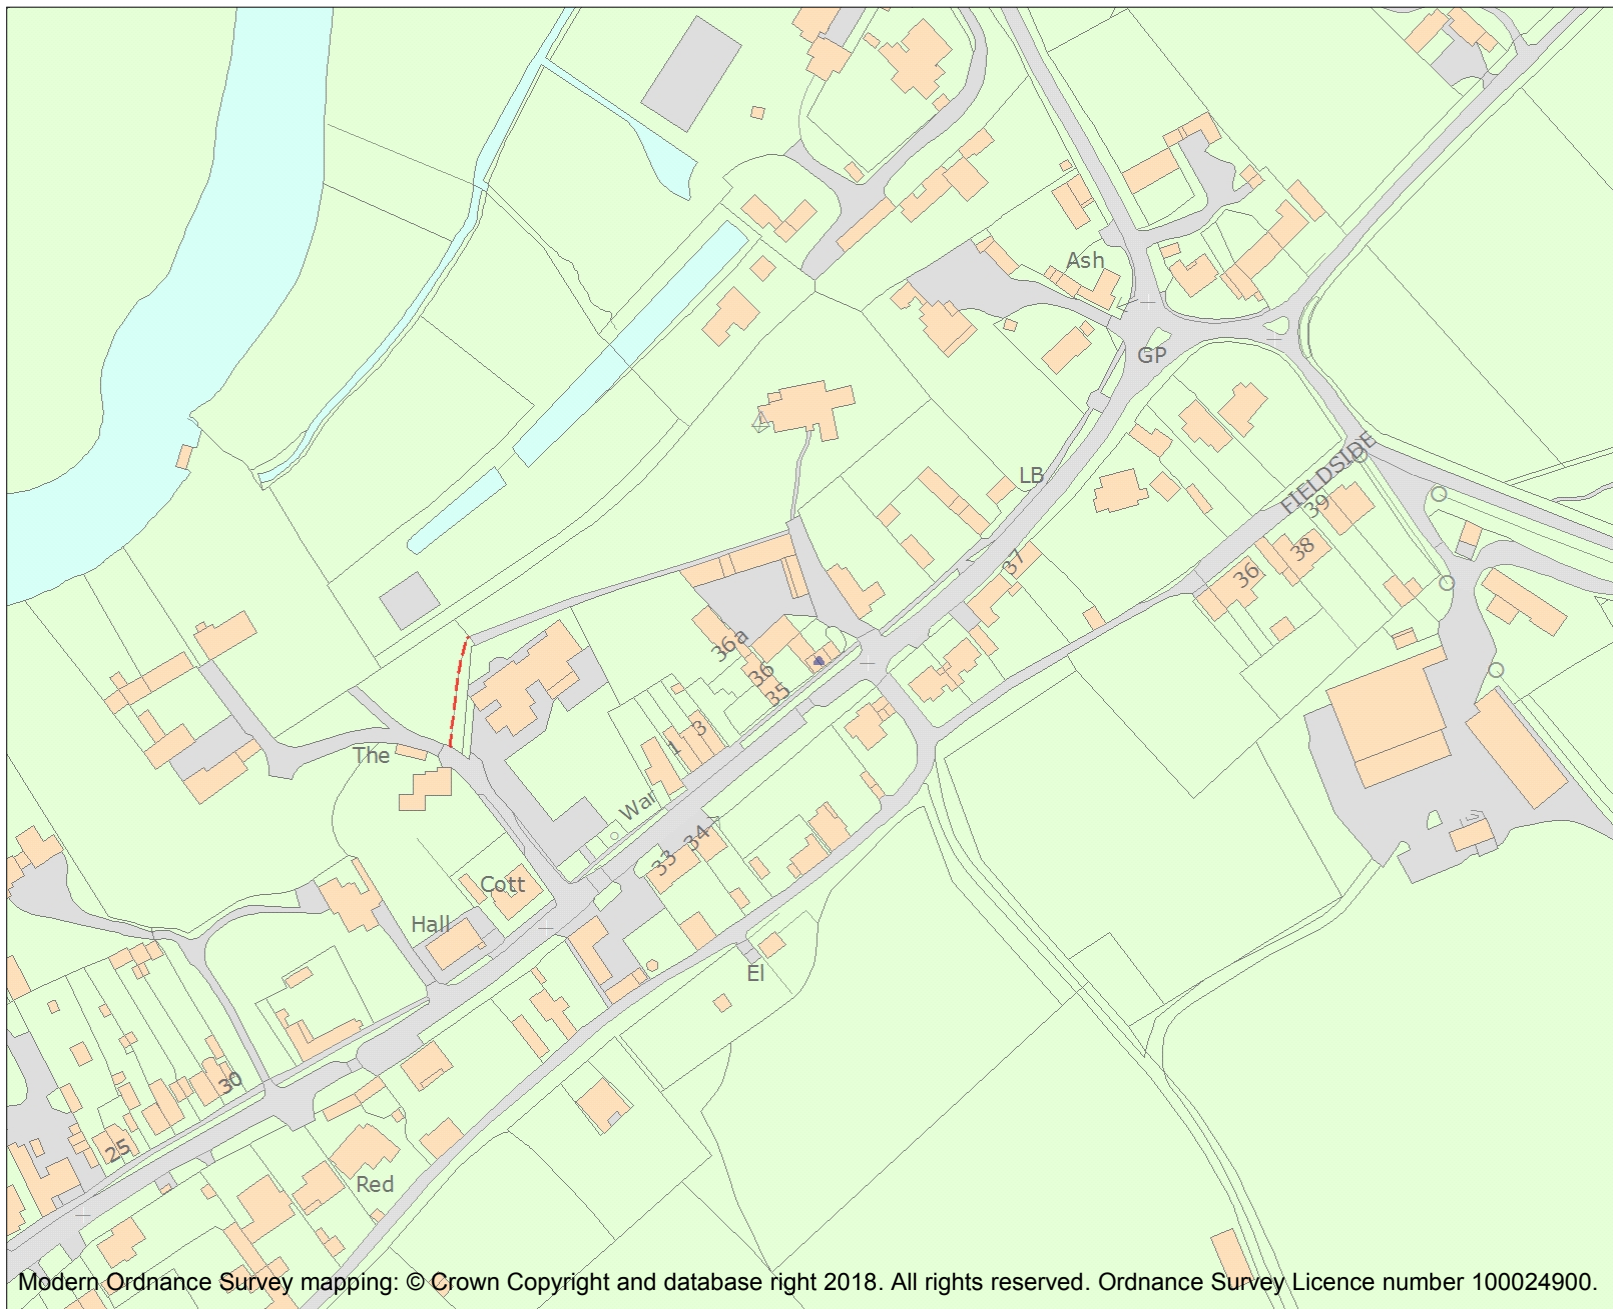 Ash
GP
FIELDSIDE
LB
39
38
36
37
36a
36
35
3
1
The
War
34
33
Cott
Hall
El
30
25
Red
Modern Ordnance Survey mapping: © Crown Copyright and database right 2018. All rights reserved. Ordnance Survey Licence number 100024900.